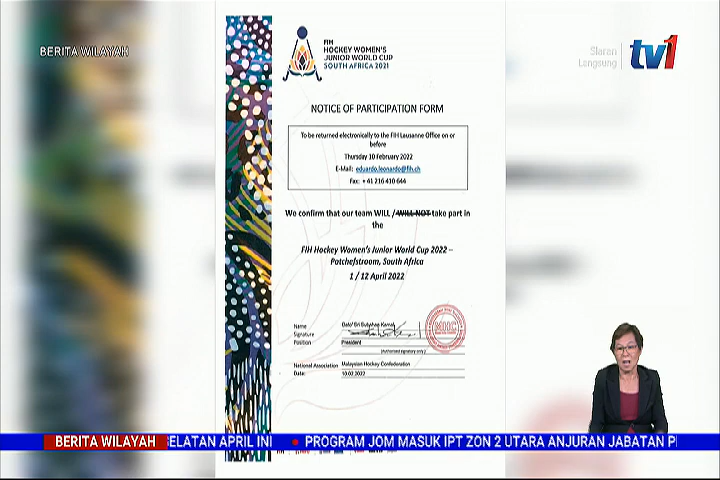 BERITA WILAYAH
Siaran
Langsung
tv1
FIH
HOCKEY WOMEN'S
JUNIOR WORLD CUP
SOUTH AFRICA 2021
NOTICE OF PARTICIPATION FORM
To be returned electronically to the FIH Lausanne Office on or
before
Thursday 10 February 2022
E-Mail: eduardo.leonardo@fih.ch
Fax: + 41 216 410 644
We confirm that our team WILL / WILL NOT take part in
the
FIH Hockey Women's Junior World Cup 2022 –
Potchefstroom, South Africa
1 / 12 April 2022
Name
Signature
Position President
(Authorised signatory only)
National Association Malaysian Hockey Confederation
Date: 10.02.2022
MHC
BERITA WILAYAH ELATAN APRIL INI • PROGRAM JOM MASUK IPT ZON 2 UTARA ANJURAN JABATAN